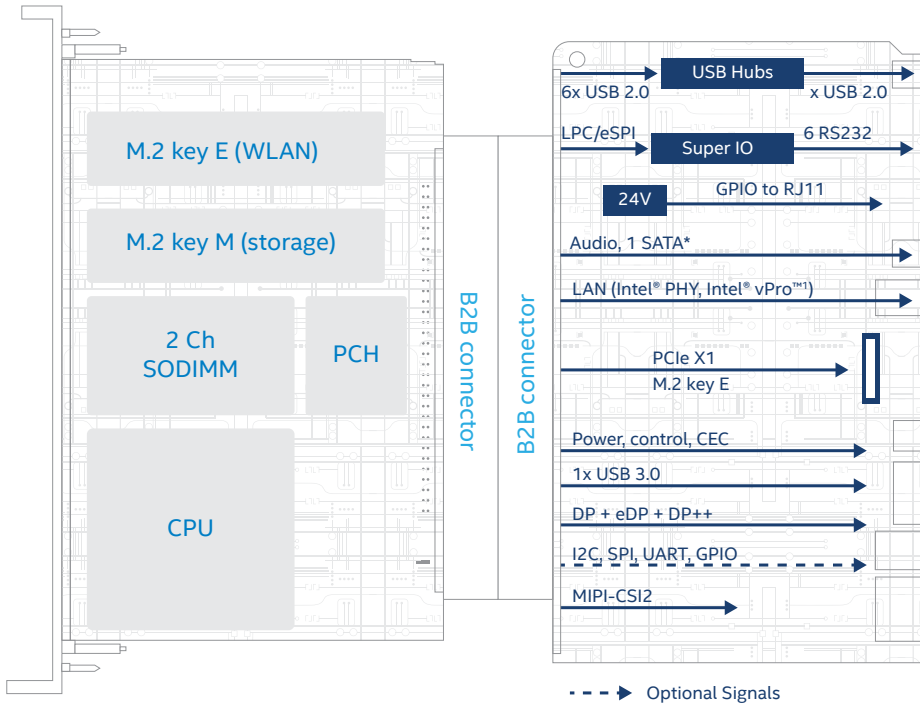 M.2 key E (WLAN)
M.2 key M (storage)
2 Ch
SODIMM
PCH
CPU
B2B connector
B2B connector
USB Hubs
6x USB 2.0
x USB 2.0
LPC/eSPI
Super IO
6 RS232
24V
GPIO to RJ11
Audio, 1 SATA*
LAN (Intel® PHY, Intel® vPro™¹)
PCIe X1
M.2 key E
Power, control, CEC
1x USB 3.0
DP + eDP + DP++
I2C, SPI, UART, GPIO
MIPI-CSI2
Optional Signals